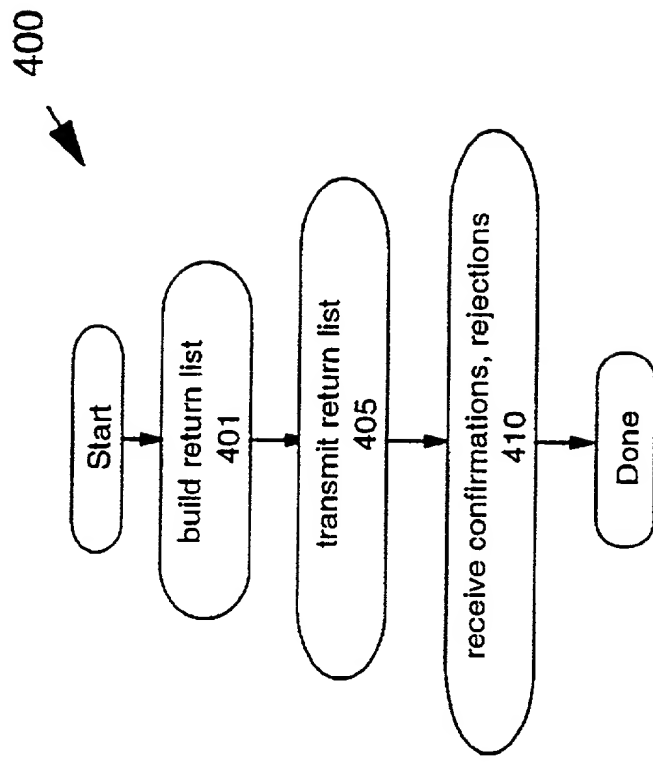 400
Start
build return list
401
transmit return list
405
receive confirmations, rejections
410
Done